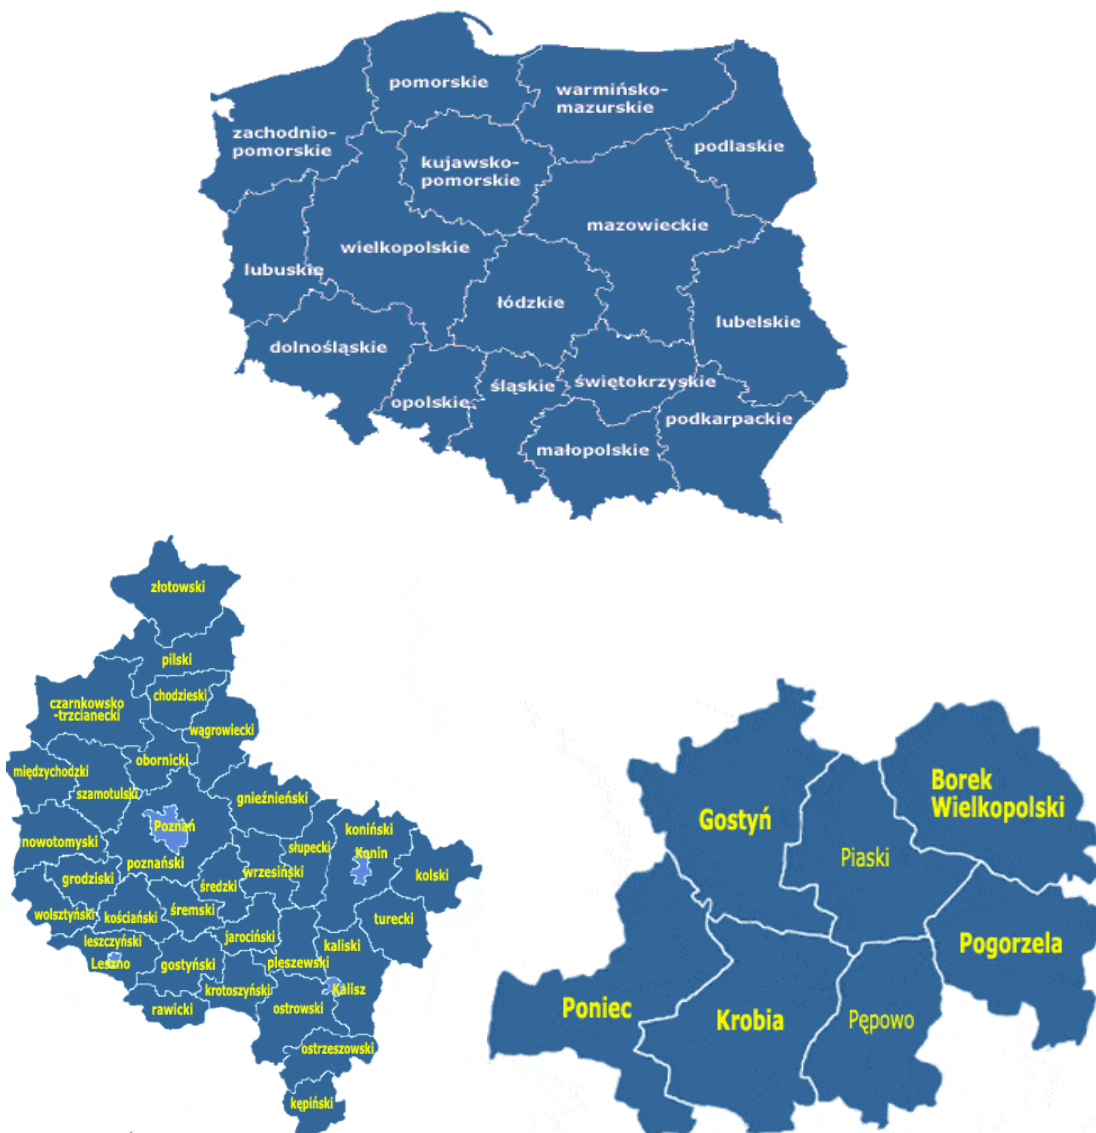 pomorskie
warmińsko-
mazurskie
zachodnio-
pomorskie
podlaskie
kujawsko-
pomorskie
mazowieckie
wielkopolskie
lubuskie
łódzkie
lubelskie
dolnośląskie
śląskie
świętokrzyskie
opolskie
podkarpackie
małopolskie
złotowski
pilski
chodzieski
czarnkowsko
-trzcianecki
wągrowiecki
obornicki
międzychodzki
szamotulski
gnieźnieński
Poznań
koniński
nowotomyski
słupecki
Konin
poznański
wrzesiński
grodziski
średzki
kolski
wolsztyński
kościański
śremski
turecki
leszczyński
jarociński
kaliski
Leszno
gostyński
pleszewski
krotoszyński
Kalisz
rawicki
ostrowski
ostrzeszowski
kępiński
Borek
Wielkopolski
Gostyń
Piaski
Pogorzela
Poniec
Krobia
Pępowo